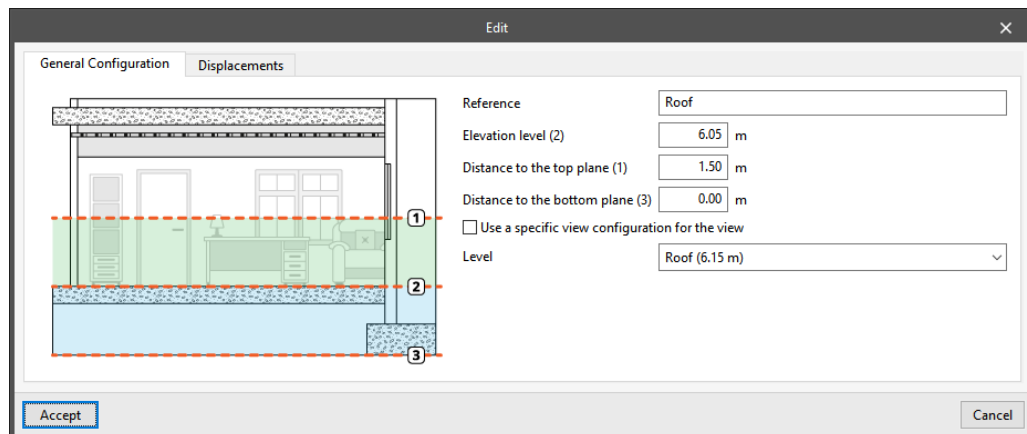 Edit
General Configuration
Displacements
Reference Roof
Elevation level (2) 6.05 m
Distance to the top plane (1) 1.50 m
Distance to the bottom plane (3) 0.00 m
Use a specific view configuration for the view
Level Roof (6.15 m)
1
2
3
Accept
Cancel